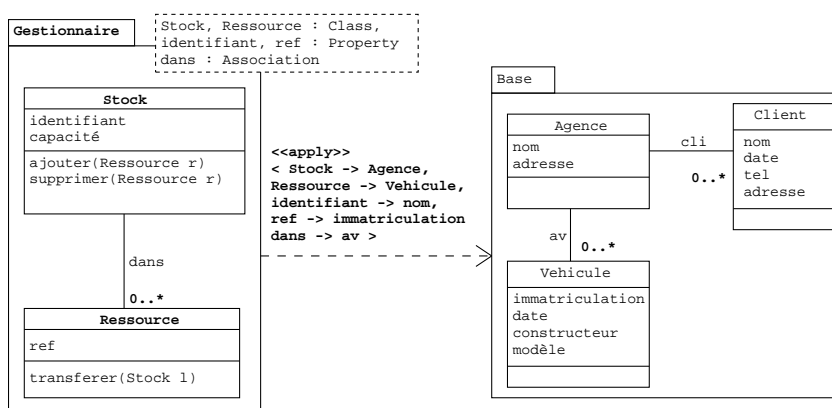 Gestionnaire
Stock, Ressource : Class,
identifiant, ref : Property
dans : Association
Stock
identifiant
capacité
ajouter(Ressource r)
supprimer(Ressource r)
dans
0..*
Ressource
ref
transferer(Stock l)
<<apply>>
< Stock -> Agence,
Ressource -> Vehicule,
identifiant -> nom,
ref -> immatriculation
dans -> av >
Base
Agence
nom
adresse
cli
0..*
Client
nom
date
tel
adresse
av
0..*
Vehicule
immatriculation
date
constructeur
modèle